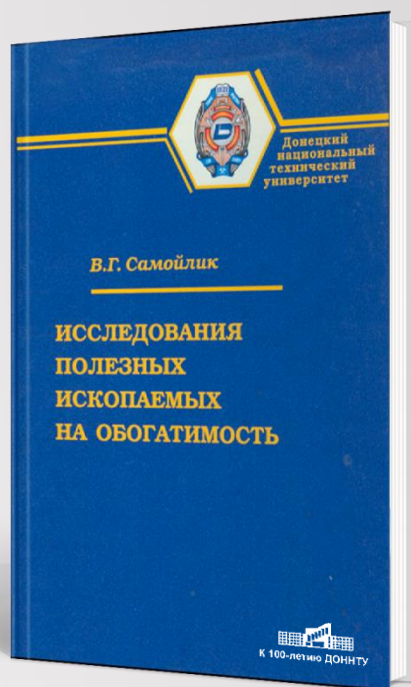 Донецкий
национальный
технический
университет
В.Г. Самойлик
ИССЛЕДОВАНИЯ
ПОЛЕЗНЫХ
ИСКОПАЕМЫХ
НА ОБОГАТИМОСТЬ
К 100-летию ДОННТУ